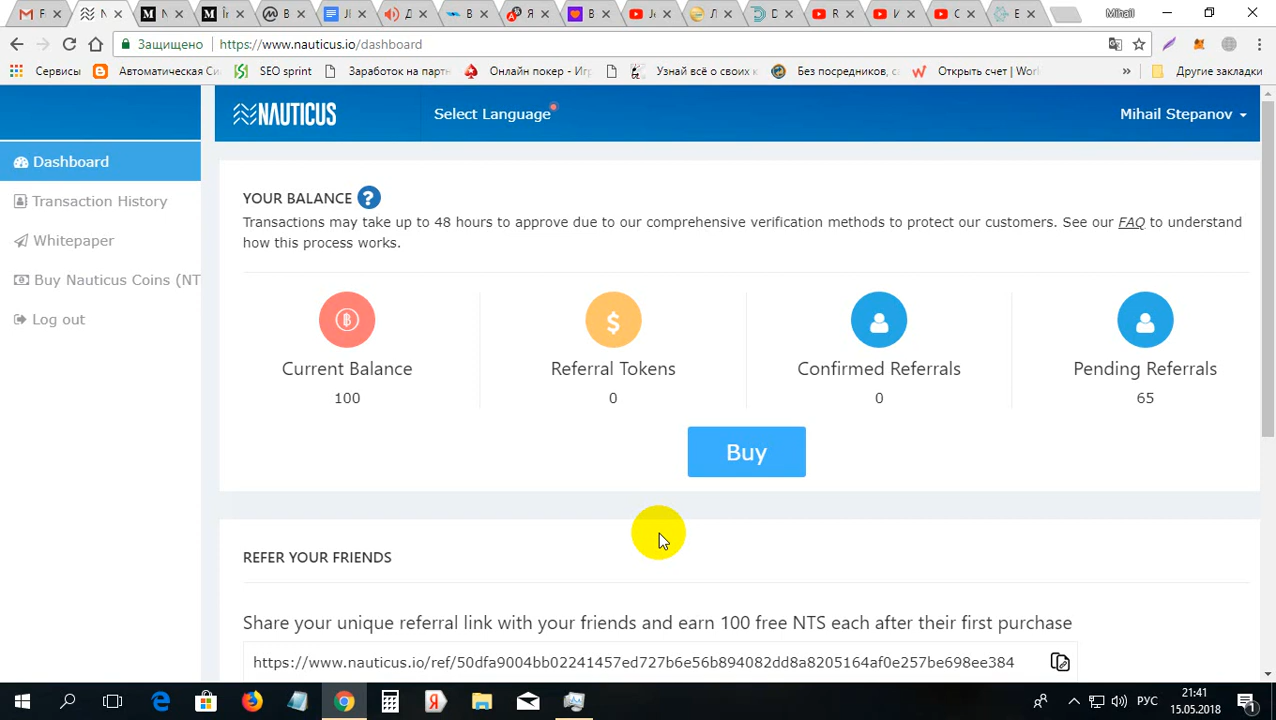 F
N
N
Ī
B
Л
В
Я
В
Л
D
R
И
C
E
Mihail
Защищено
https://www.nauticus.io/dashboard
Сервисы
Автоматическая Си
SEO sprint
Заработок на парт
Онлайн покер - Игр
Узнай всё о своих к
Без посредников, с
Открыть счет | Wor
»
Другие закладки
NAUTICUS
Select Language
Mihail Stepanov
Dashboard
Transaction History
Whitepaper
Buy Nauticus Coins (NT
Log out
YOUR BALANCE ?
Transactions may take up to 48 hours to approve due to our comprehensive verification methods to protect our customers. See our FAQ to understand
how this process works.
Current Balance
100
Referral Tokens
0
Confirmed Referrals
0
Pending Referrals
65
Buy
REFER YOUR FRIENDS
Share your unique referral link with your friends and earn 100 free NTS each after their first purchase
https://www.nauticus.io/ref/50dfa9004bb02241457ed727b6e56b894082dd8a8205164af0e257be698ee384
РУС
21:41
15.05.2018
1